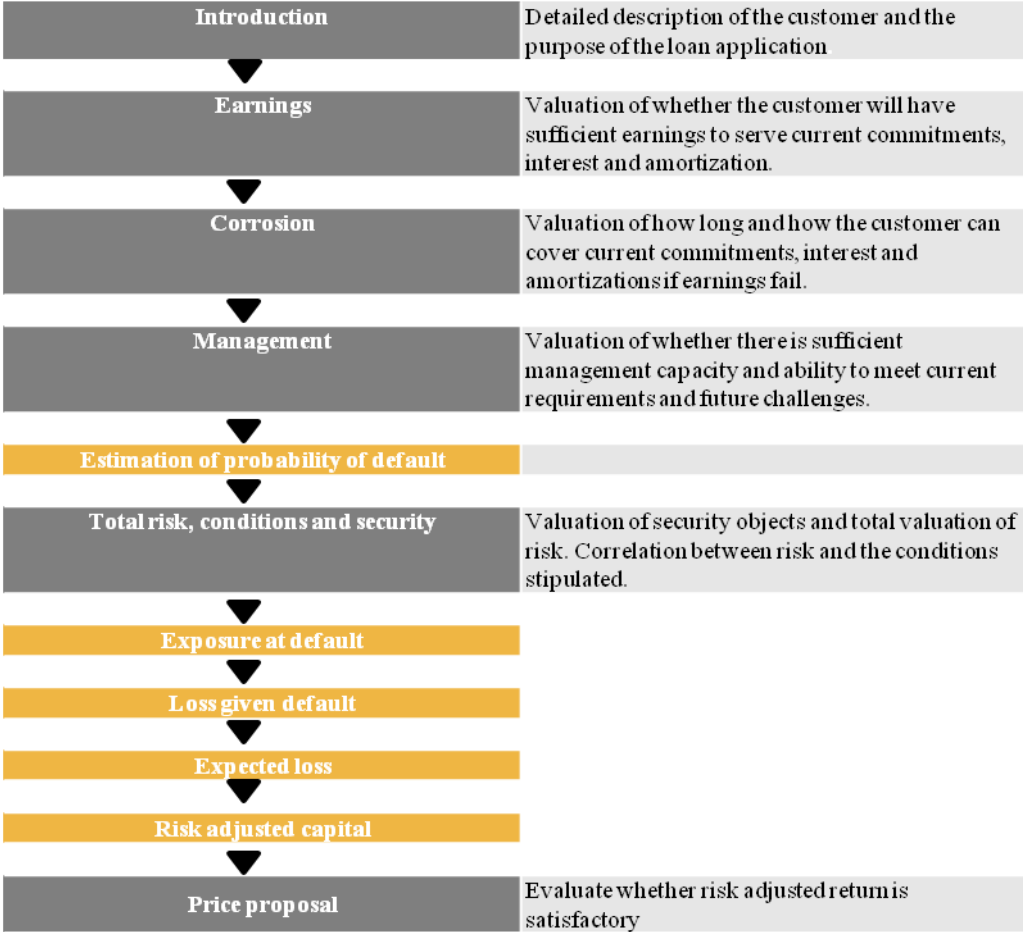 Introduction
Detailed description of the customer and the
purpose of the loan application.
Earnings
Valuation of whether the customer will have
sufficient earnings to serve current commitments,
interest and amortization.
Corrosion
Valuation of how long and how the customer can
cover current commitments, interest and
amortizations if earnings fail.
Management
Valuation of whether there is sufficient
management capacity and ability to meet current
requirements and future challenges.
Estimation of probability of default
Total risk, conditions and security
Valuation of security objects and total valuation of
risk. Correlation between risk and the conditions
stipulated.
Exposure at default
Loss given default
Expected loss
Risk adjusted capital
Price proposal
Evaluate whether risk adjusted return is
satisfactory